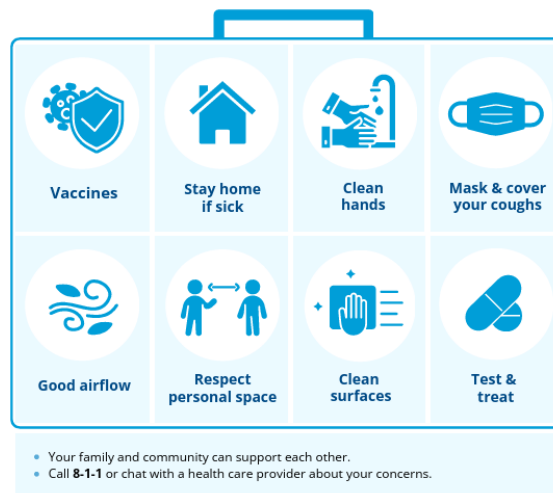 Vaccines
Stay home
if sick
Clean
hands
Mask & cover
your coughs
Good airflow
Respect
personal space
Clean
surfaces
Test &
treat
Your family and community can support each other.
Call 8-1-1 or chat with a health care provider about your concerns.